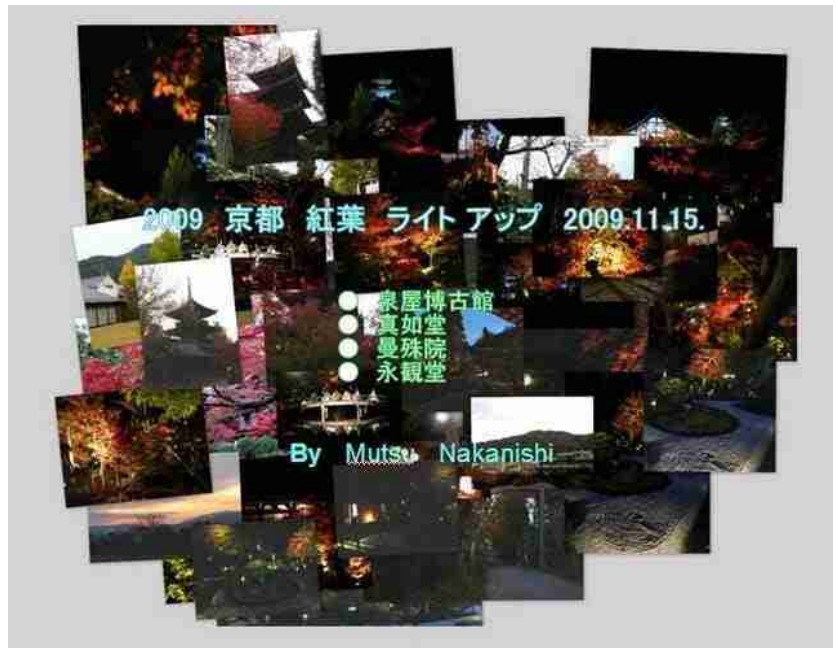 2009 京都 紅葉 ライトアップ 2009.11.15.
● 泉屋博古館
● 真如堂
● 曼殊院
● 永観堂
By Mutsu Nakanishi